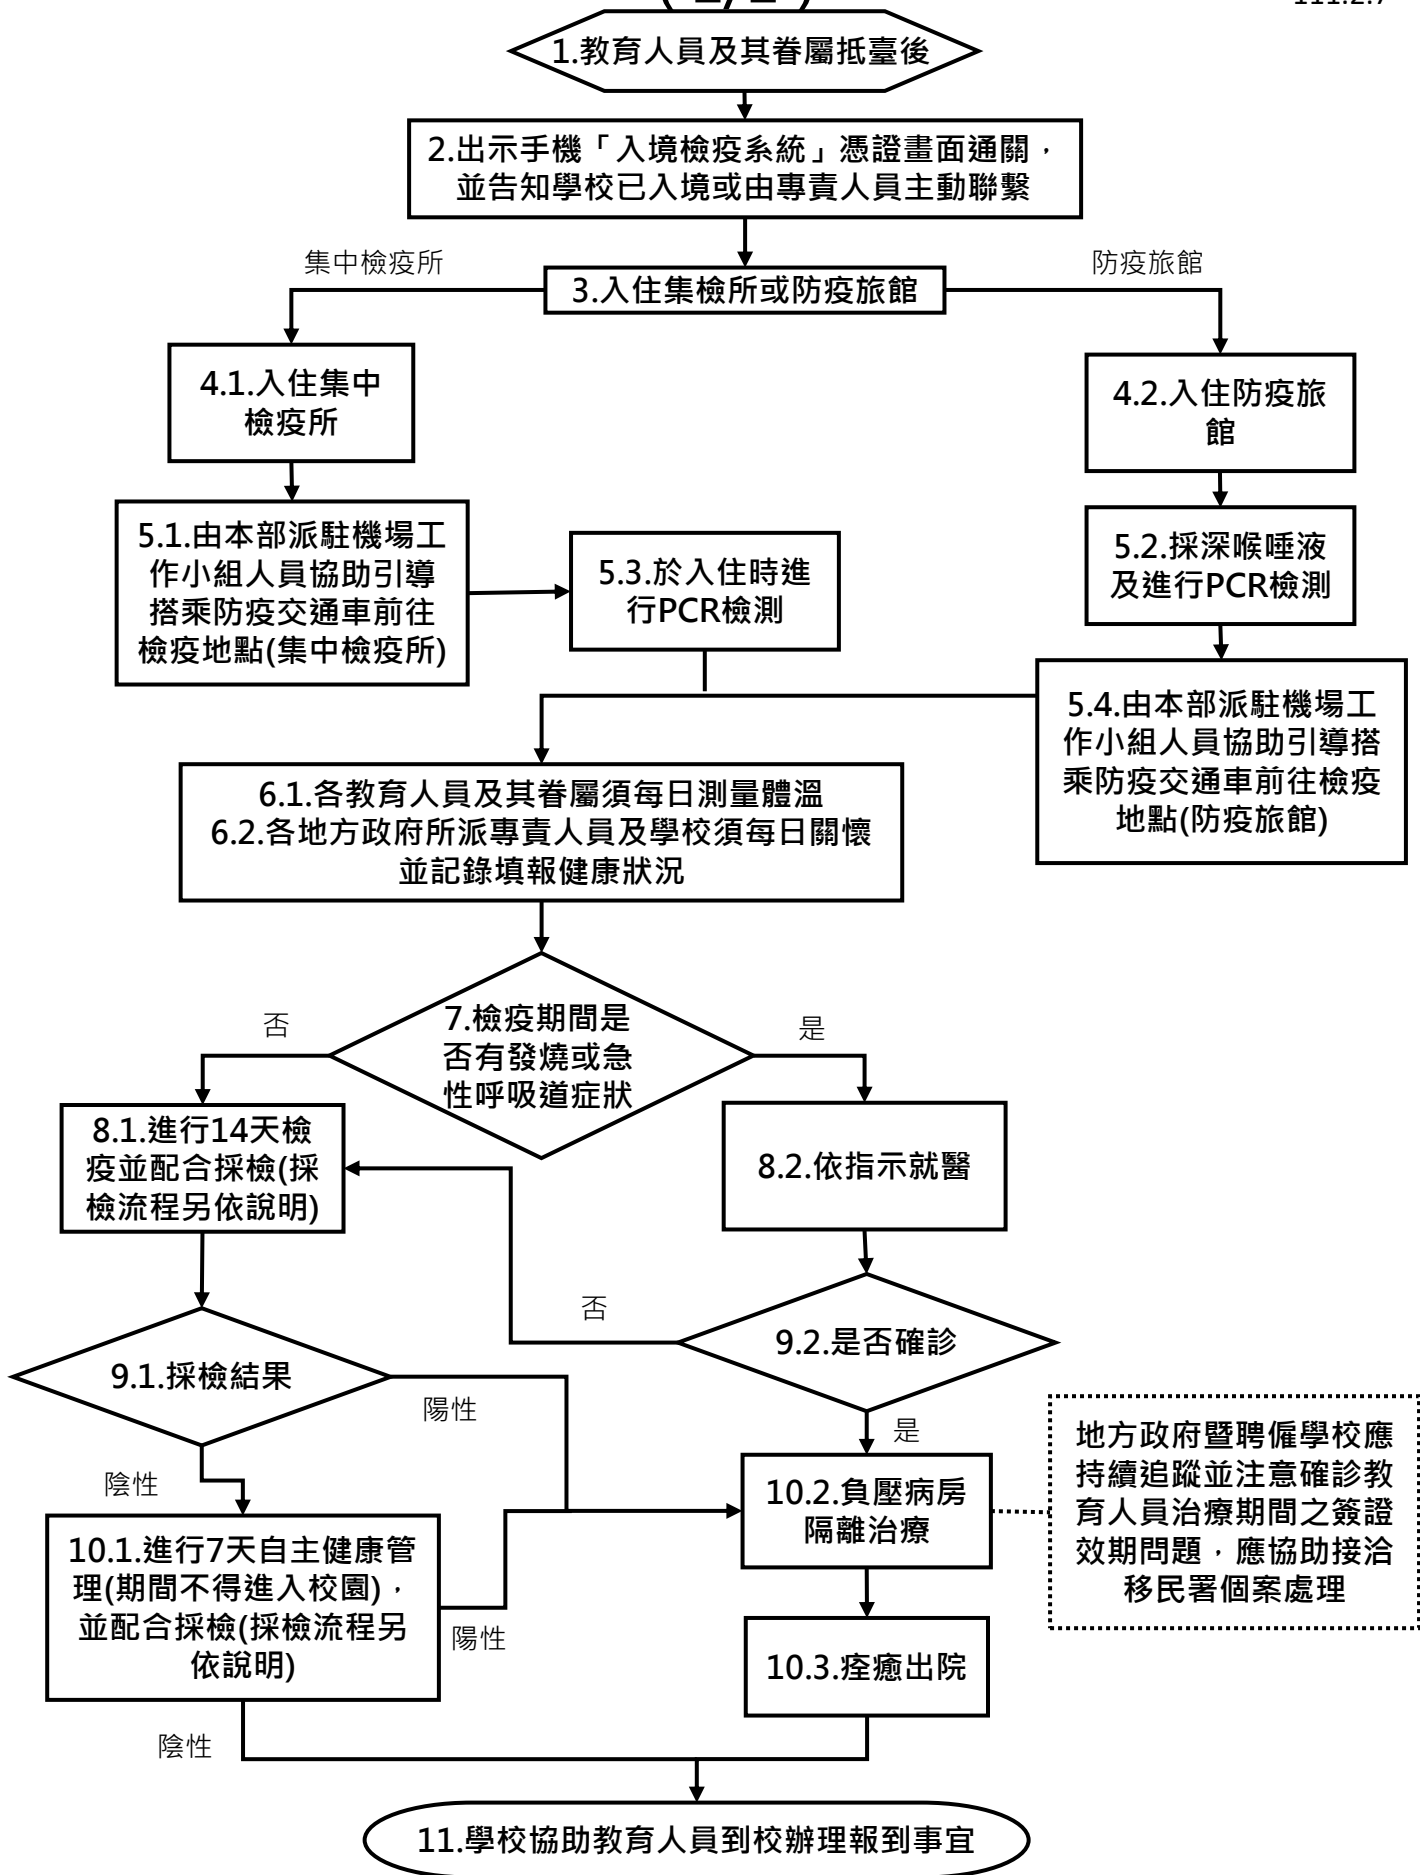 111.2.7
1.教育人員及其眷屬抵臺後
2.出示手機「入境檢疫系統」憑證畫面通關，
並告知學校已入境或由專責人員主動聯繫
集中檢疫所
防疫旅館
3.入住集檢所或防疫旅館
4.1.入住集中
檢疫所
4.2.入住防疫旅
館
5.1.由本部派駐機場工
作小組人員協助引導
搭乘防疫交通車前往
檢疫地點(集中檢疫所)
5.3.於入住時進
行PCR檢測
5.2.採深喉唾液
及進行PCR檢測
5.4.由本部派駐機場工
作小組人員協助引導搭
乘防疫交通車前往檢疫
地點(防疫旅館)
6.1.各教育人員及其眷屬須每日測量體溫
6.2.各地方政府所派專責人員及學校須每日關懷
並記錄填報健康狀況
否
7.檢疫期間是
否有發燒或急
性呼吸道症狀
是
8.1.進行14天檢
疫並配合採檢(採
檢流程另依說明)
8.2.依指示就醫
否
9.2.是否確診
9.1.採檢結果
陽性
是
陰性
10.1.進行7天自主健康管
理(期間不得進入校園)，
並配合採檢(採檢流程另
依說明)
陽性
10.2.負壓病房
隔離治療
地方政府暨聘僱學校應
持續追蹤並注意確診教
育人員治療期間之簽證
效期問題，應協助接洽
移民署個案處理
10.3.痊癒出院
陰性
11.學校協助教育人員到校辦理報到事宜